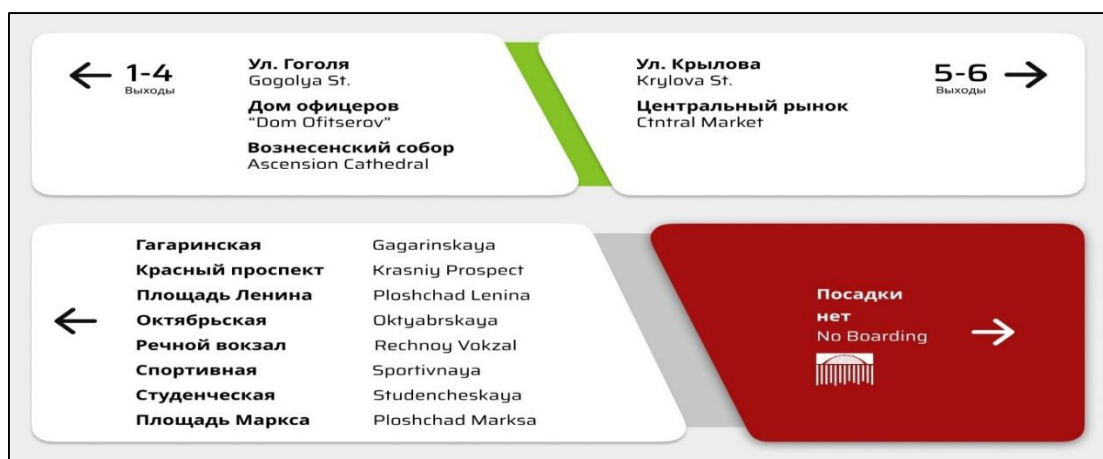 ← 1-4
Выходы
Ул. Гоголя
Gogolya St.
Дом офицеров
“Dom Ofitserov”
Вознесенский собор
Ascension Cathedral
Ул. Крылова
Krylova St.
Центральный рынок
Ctntral Market
5-6 →
Выходы
←
Гагаринская Gagarinskaya
Красный проспект Krasniy Prospect
Площадь Ленина Ploshchad Lenina
Октябрьская Oktyabrskaya
Речной вокзал Rechnoy Vokzal
Спортивная Sportivnaya
Студенческая Studencheskaya
Площадь Маркса Ploshchad Marksa
Посадки
нет
No Boarding
→